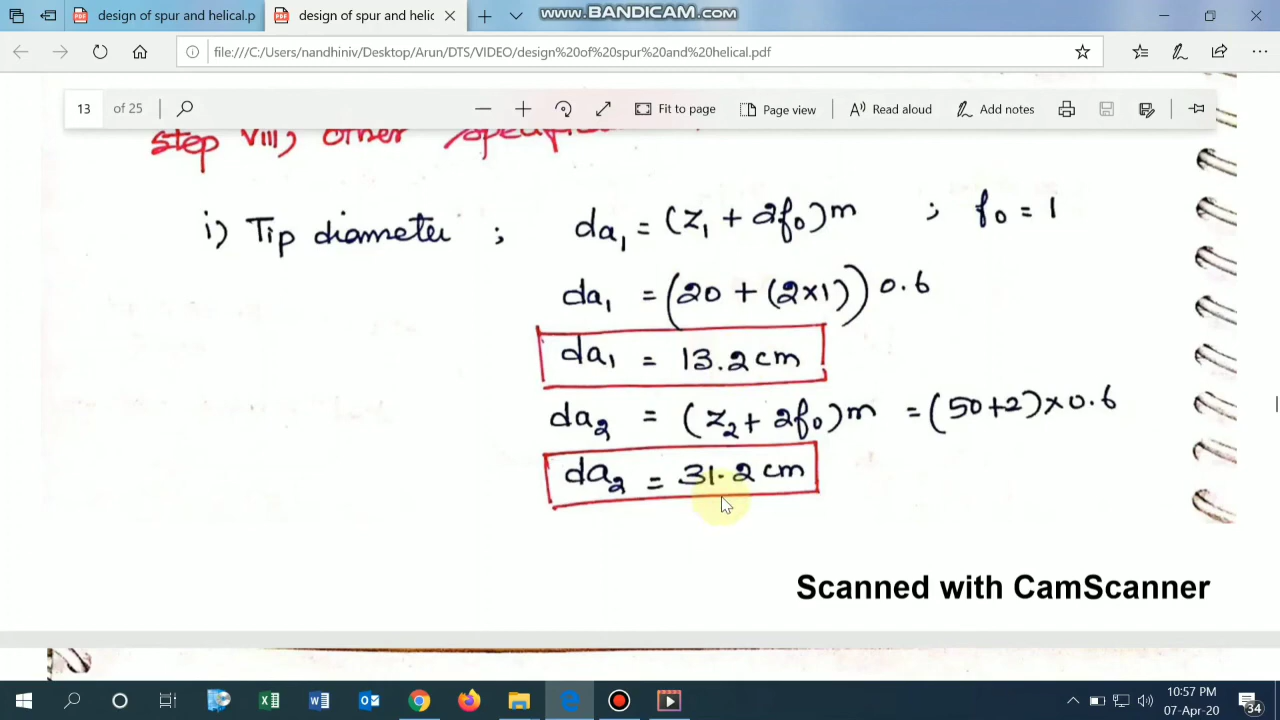 design of spur and helical.p
design of spur and helic
www.BANDICAM.com
file:///C:/Users/nandhiniv/Desktop/Arun/DTS/VIDEO/design%20of%20spur%20and%20helical.pdf
13 of 25
Fit to page
Page view
Read aloud
Add notes
step VIII, other
i) Tip diameter ; da₁ = (z₁ + 2f₀)m ; f₀ = 1
da₁ = (20 + (2×1)) 0.6
da₁ = 13.2 cm
da₂ = (z₂ + 2f₀)m = (50+2)×0.6
da₂ = 31.2 cm
Scanned with CamScanner
10:57 PM
07-Apr-20
34